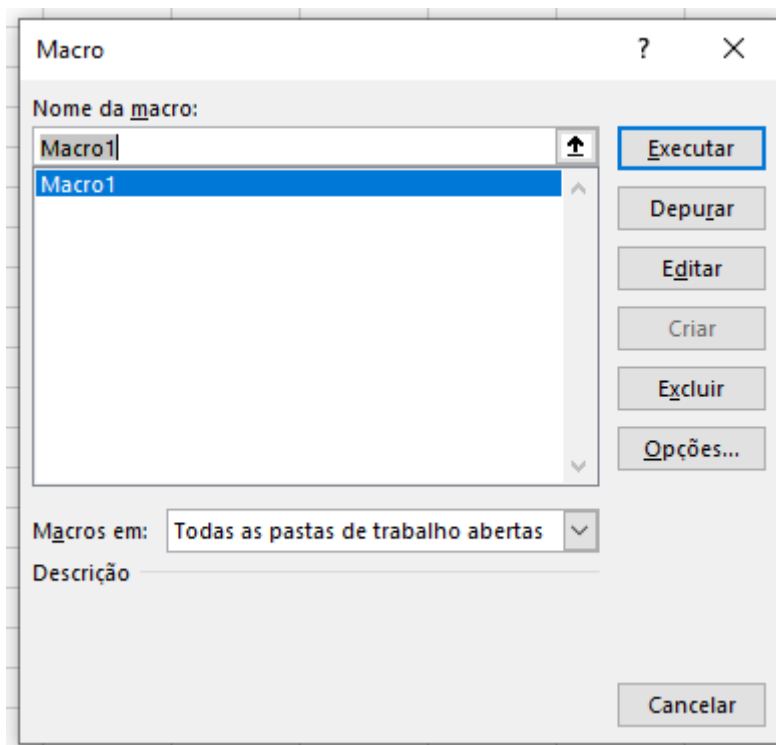 Macro
Nome da macro:
Macro1
Macro1
Executar
Depurar
Editar
Criar
Excluir
Opções...
Macros em: Todas as pastas de trabalho abertas
Descrição
Cancelar